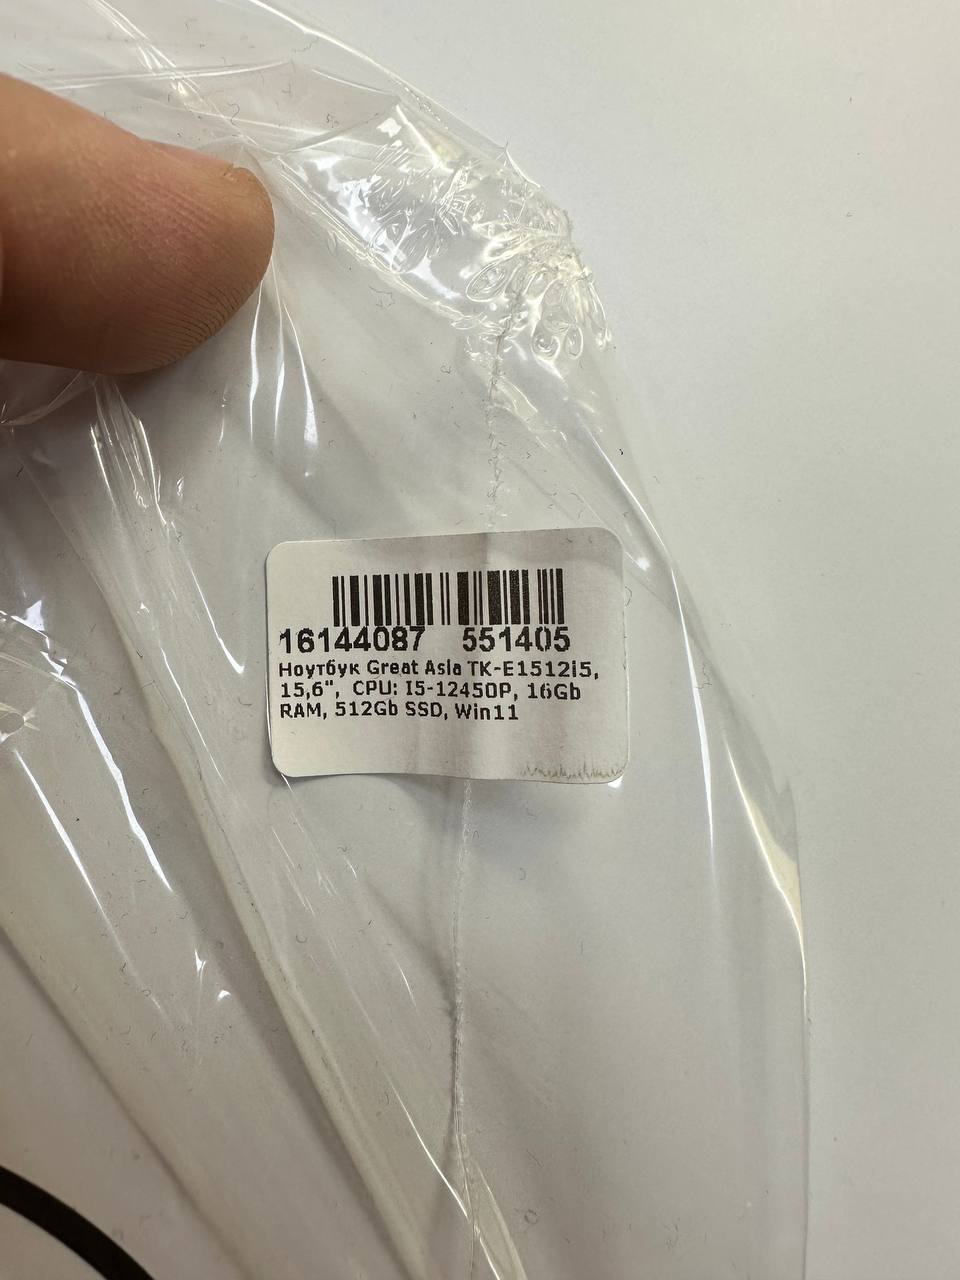 16144087 551405
Ноутбук Great Asia TK-E1512i5,
15,6", CPU: I5-12450P, 16Gb
RAM, 512Gb SSD, Win11